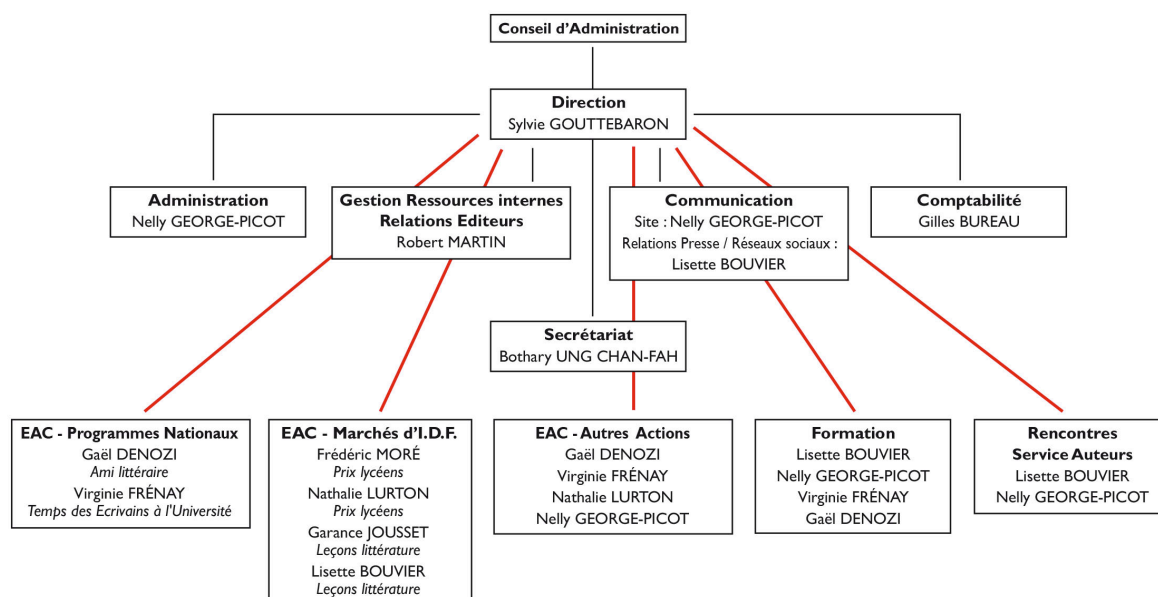 Conseil d'Administration
Direction
Sylvie GOUTTEBARON
Administration
Nelly GEORGE-PICOT
Gestion Ressources internes
Relations Editeurs
Robert MARTIN
Communication
Site : Nelly GEORGE-PICOT
Relations Presse / Réseaux sociaux :
Lisette BOUVIER
Comptabilité
Gilles BUREAU
Secrétariat
Bothary UNG CHAN-FAH
EAC - Programmes Nationaux
Gaël DENOZI
Ami littéraire
Virginie FRÉNAY
Temps des Ecrivains à l'Université
EAC - Marchés d'I.D.F.
Frédéric MORÉ
Prix lycéens
Nathalie LURTON
Prix lycéens
Garance JOUSSET
Leçons littérature
Lisette BOUVIER
Leçons littérature
EAC - Autres Actions
Gaël DENOZI
Virginie FRÉNAY
Nathalie LURTON
Nelly GEORGE-PICOT
Formation
Lisette BOUVIER
Nelly GEORGE-PICOT
Virginie FRÉNAY
Gaël DENOZI
Rencontres
Service Auteurs
Lisette BOUVIER
Nelly GEORGE-PICOT